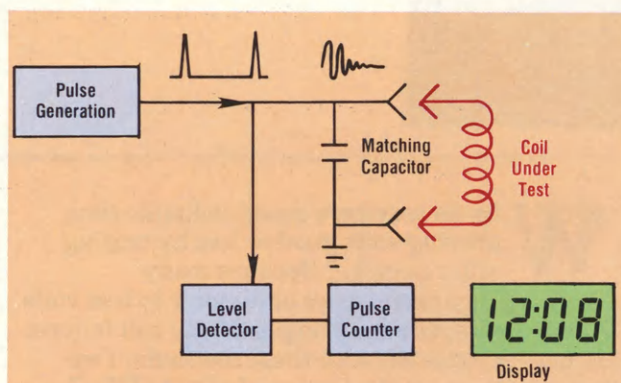 Pulse
Generation
Matching
Capacitor
Coil
Under
Test
Level
Detector
Pulse
Counter
12:08
Display